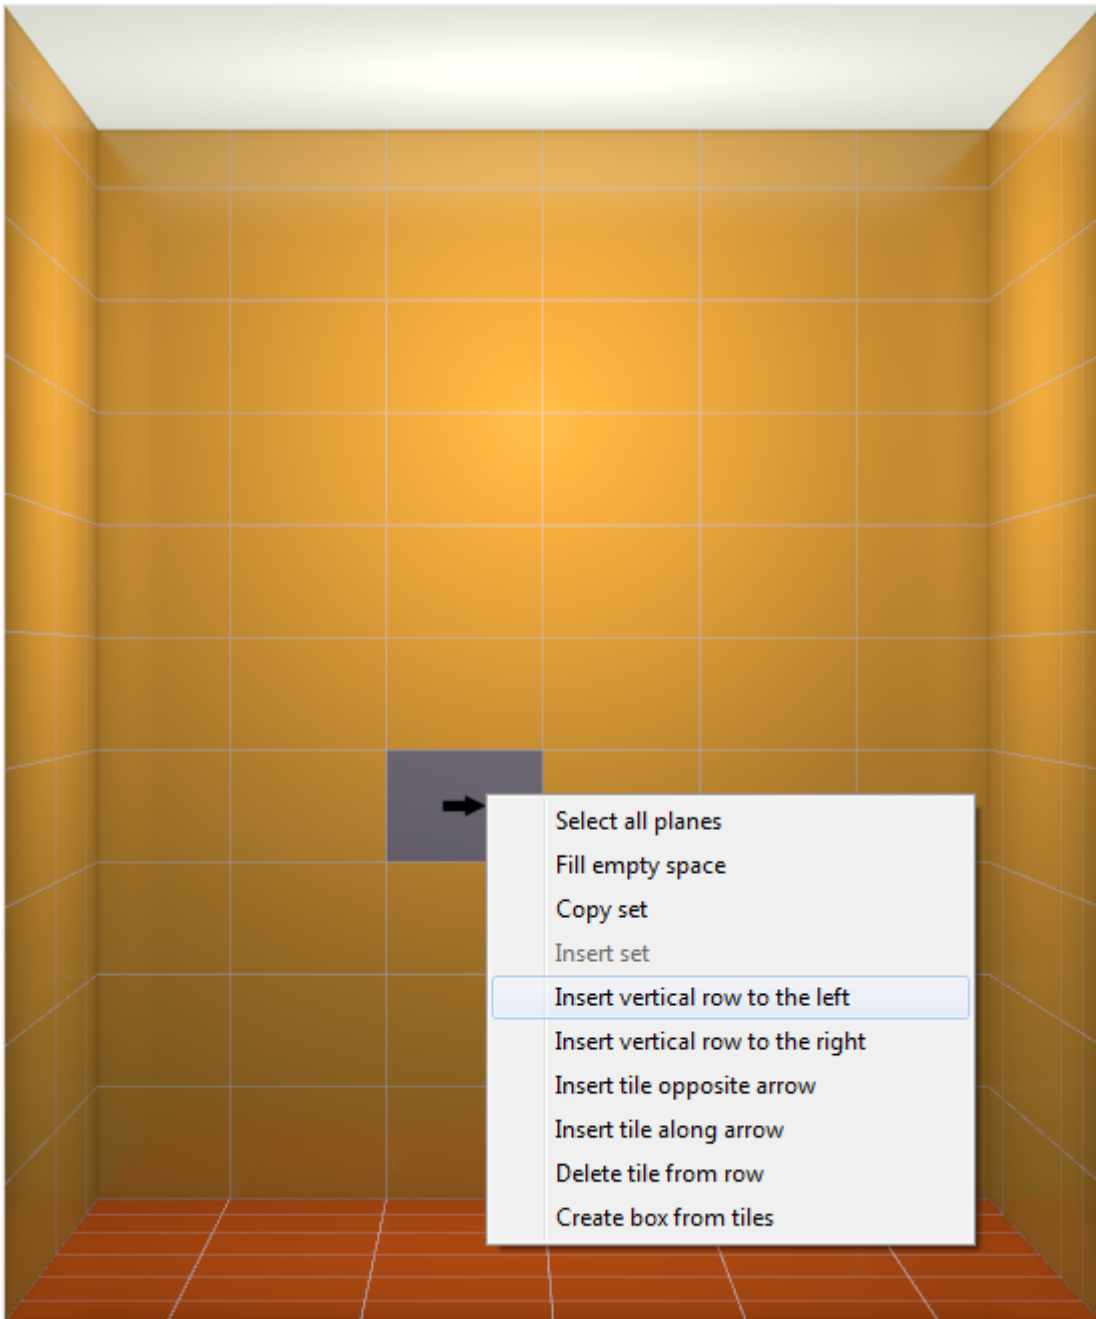 Select all planes
Fill empty space
Copy set
Insert set
Insert vertical row to the left
Insert vertical row to the right
Insert tile opposite arrow
Insert tile along arrow
Delete tile from row
Create box from tiles